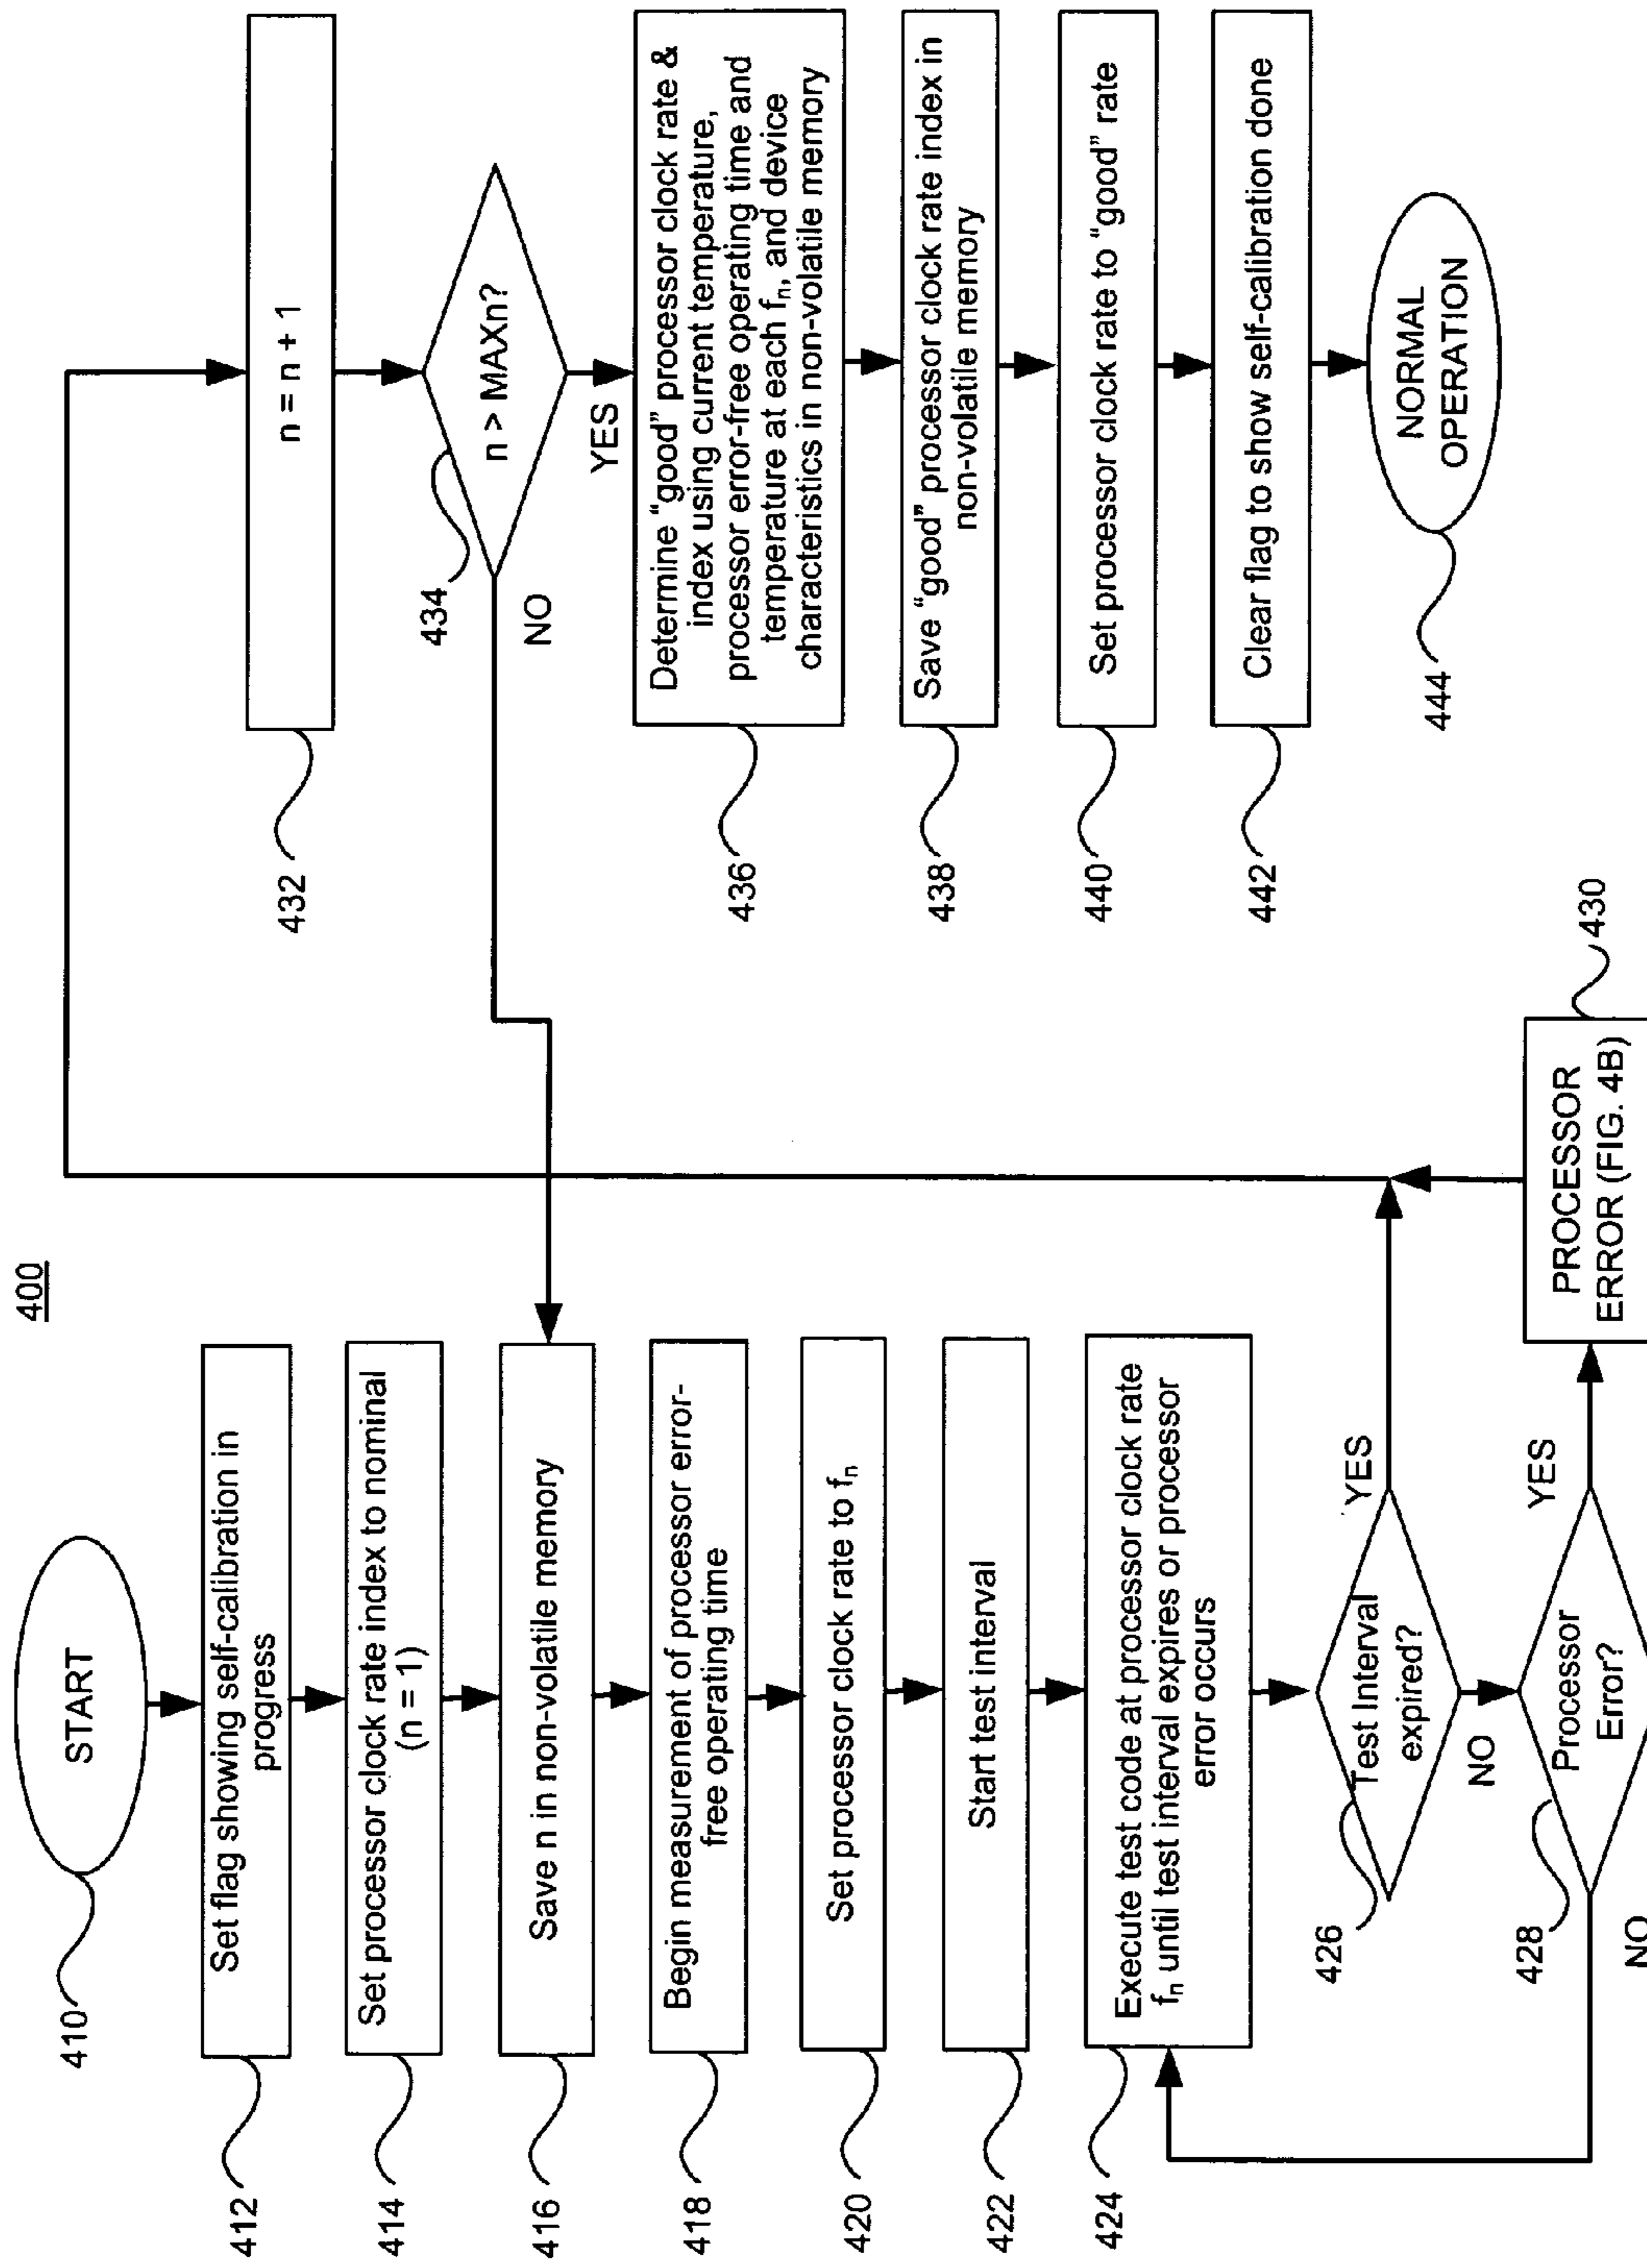 400
START
410
Set flag showing self-calibration in
progress
412
Set processor clock rate index to nominal
(n = 1)
414
Save n in non-volatile memory
416
Begin measurement of processor error-
free operating time
418
Set processor clock rate to fn
420
Start test interval
422
Execute test code at processor clock rate
fn until test interval expires or processor
error occurs
424
Test Interval
expired?
YES
NO
426
Processor
Error?
YES
NO
428
PROCESSOR
ERROR (FIG. 4B)
430
n = n + 1
432
n > MAXn?
434
NO
YES
Determine “good” processor clock rate &
index using current temperature,
processor error-free operating time and
temperature at each fn, and device
characteristics in non-volatile memory
436
Save “good” processor clock rate index in
non-volatile memory
438
Set processor clock rate to “good” rate
440
Clear flag to show self-calibration done
442
NORMAL
OPERATION
444